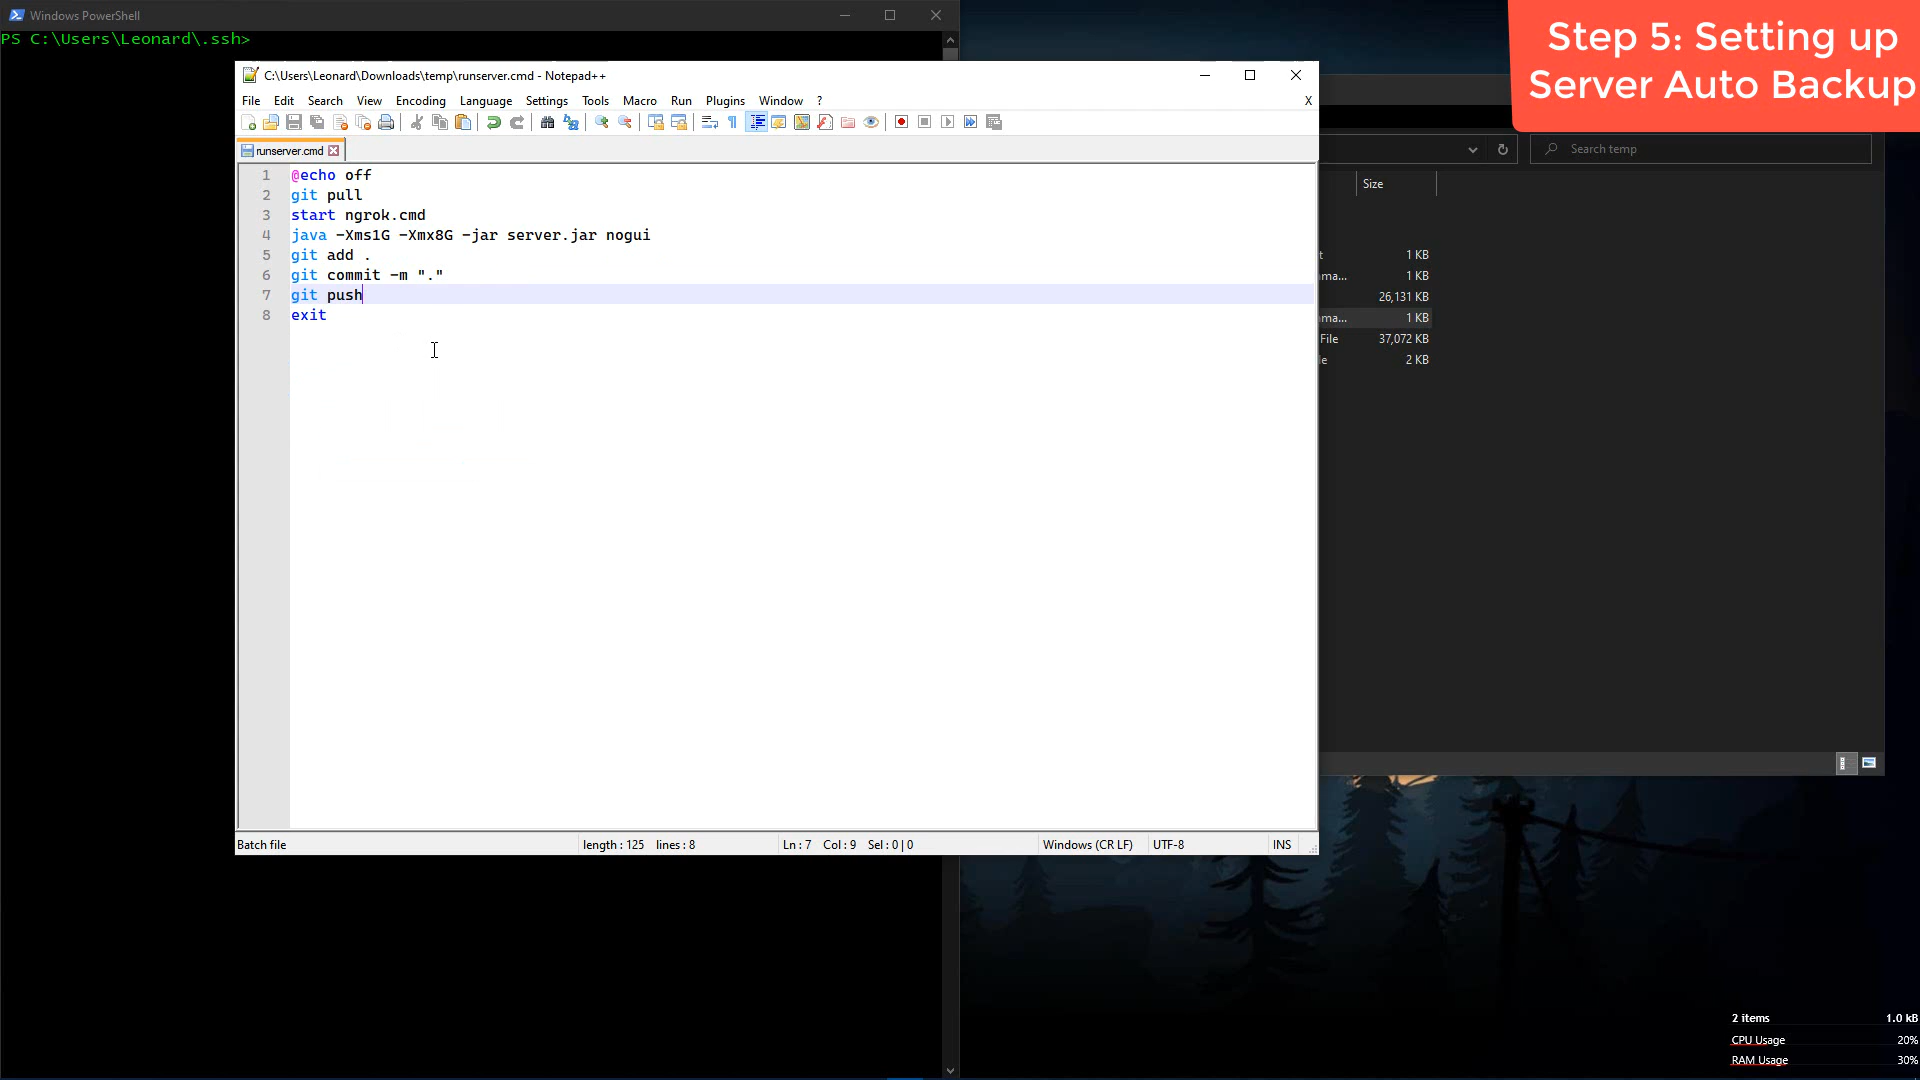 Windows PowerShell
PS C:\Users\Leonard\.ssh>
Step 5: Setting up
Server Auto Backup
C:\Users\Leonard\Downloads\temp\runserver.cmd - Notepad++
File Edit Search View Encoding Language Settings Tools Macro Run Plugins Window ?
X
runserver.cmd
1 @echo off
2 git pull
3 start ngrok.cmd
4 java -Xms1G -Xmx8G -jar server.jar nogui
5 git add .
6 git commit -m "."
7 git push
8 exit
Batch file length : 125 lines : 8 Ln : 7 Col : 9 Sel : 0 | 0 Windows (CR LF) UTF-8 INS
Search temp
Size
t 1 KB
ma... 1 KB
26,131 KB
ma... 1 KB
File 37,072 KB
le 2 KB
2 items 1.0 kB
CPU Usage 20%
RAM Usage 30%